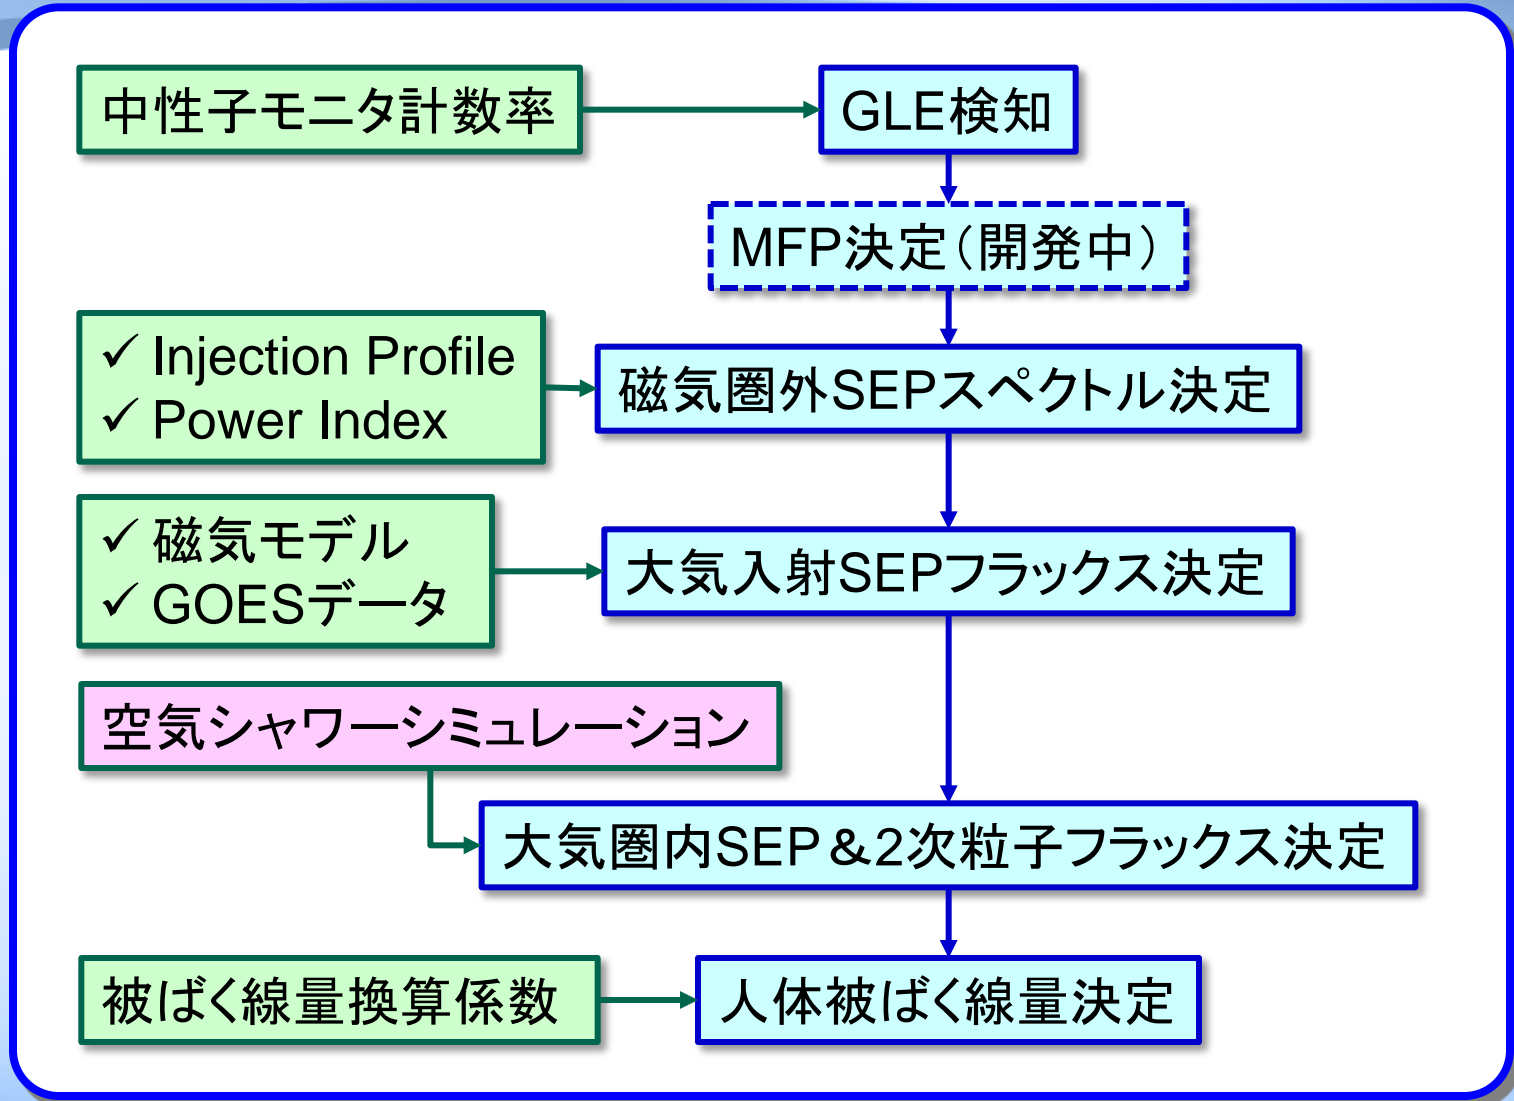 中性子モニタ計数率
GLE検知
MFP決定（開発中）
✓ Injection Profile
✓ Power Index
磁気圏外SEPスペクトル決定
✓ 磁気モデル
✓ GOESデータ
大気入射SEPフラックス決定
空気シャワーシミュレーション
大気圏内SEP＆2次粒子フラックス決定
被ばく線量換算係数
人体被ばく線量決定